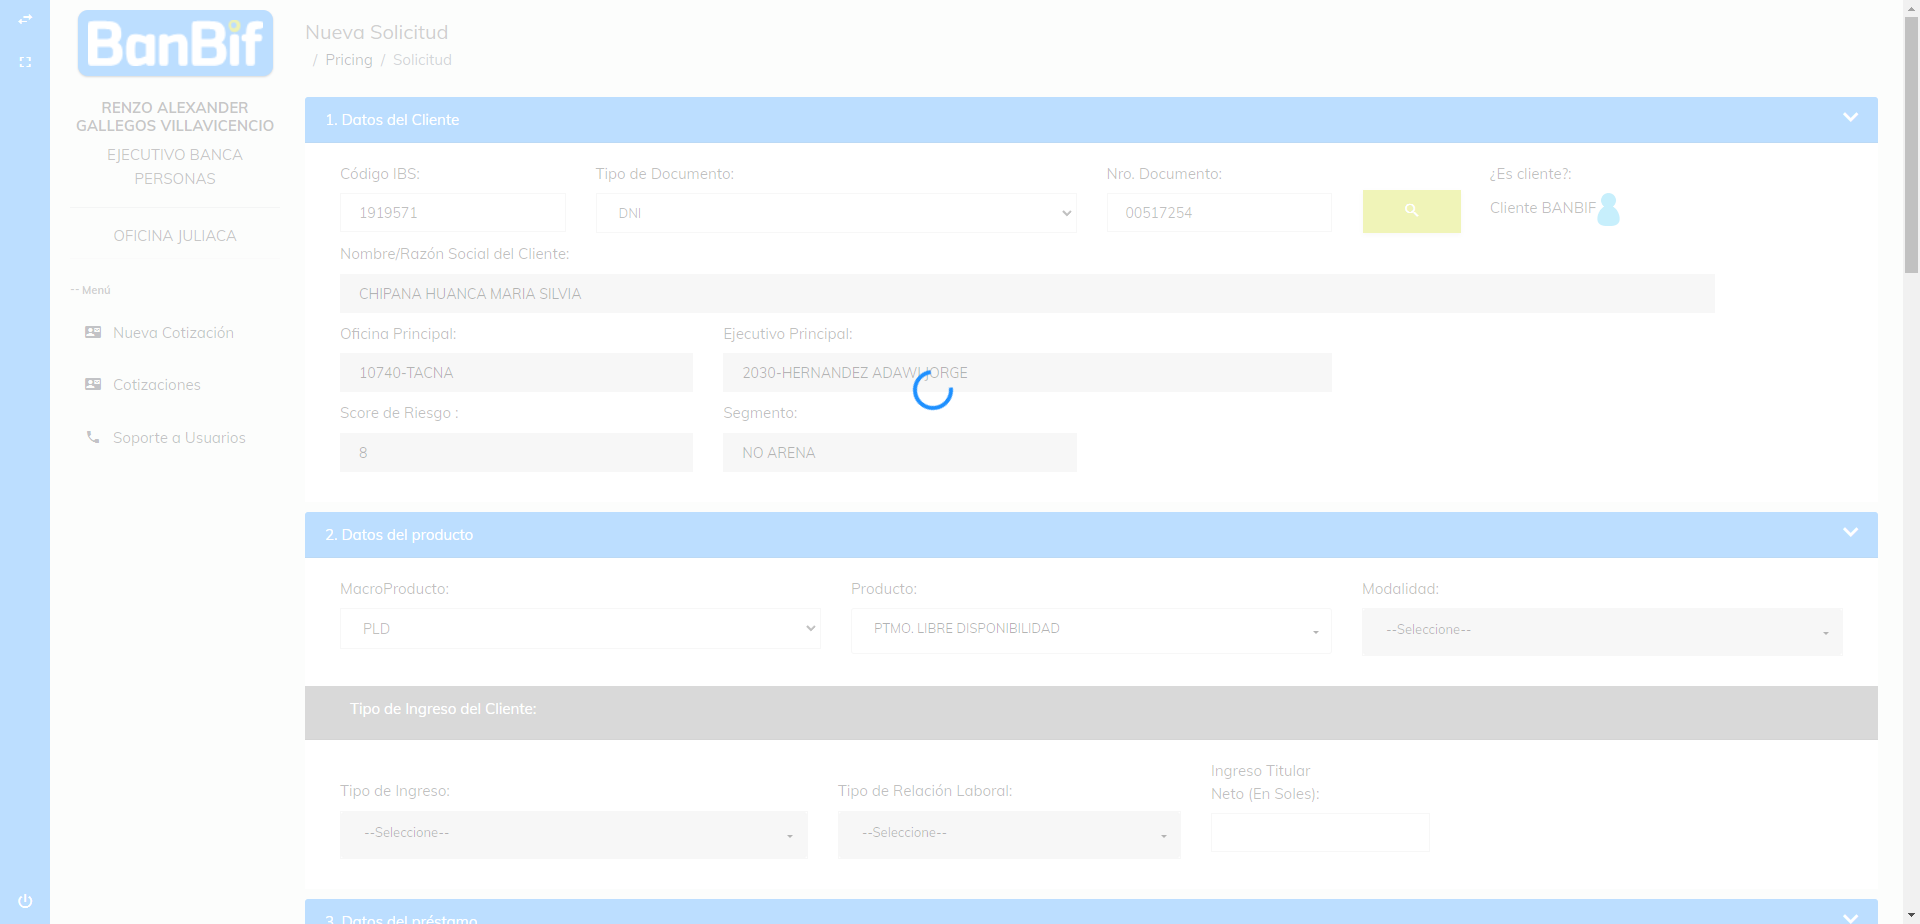 BanBif
RENZO ALEXANDER
GALLEGOS VILLAVICENCIO
EJECUTIVO BANCA
PERSONAS
OFICINA JULIACA
-- Menú
Nueva Cotización
Cotizaciones
Soporte a Usuarios
Nueva Solicitud
/ Pricing / Solicitud
1. Datos del Cliente
Código IBS:
Tipo de Documento:
Nro. Documento:
¿Es cliente?:
1919571
DNI
00517254
Cliente BANBIF
Nombre/Razón Social del Cliente:
CHIPANA HUANCA MARIA SILVIA
Oficina Principal:
Ejecutivo Principal:
10740-TACNA
2030-HERNANDEZ ADAWI JORGE
Score de Riesgo :
Segmento:
8
NO ARENA
2. Datos del producto
MacroProducto:
Producto:
Modalidad:
PLD
PTMO. LIBRE DISPONIBILIDAD
--Seleccione--
Tipo de Ingreso del Cliente:
Tipo de Ingreso:
Tipo de Relación Laboral:
Ingreso Titular
Neto (En Soles):
--Seleccione--
--Seleccione--
3. Datos del préstamo